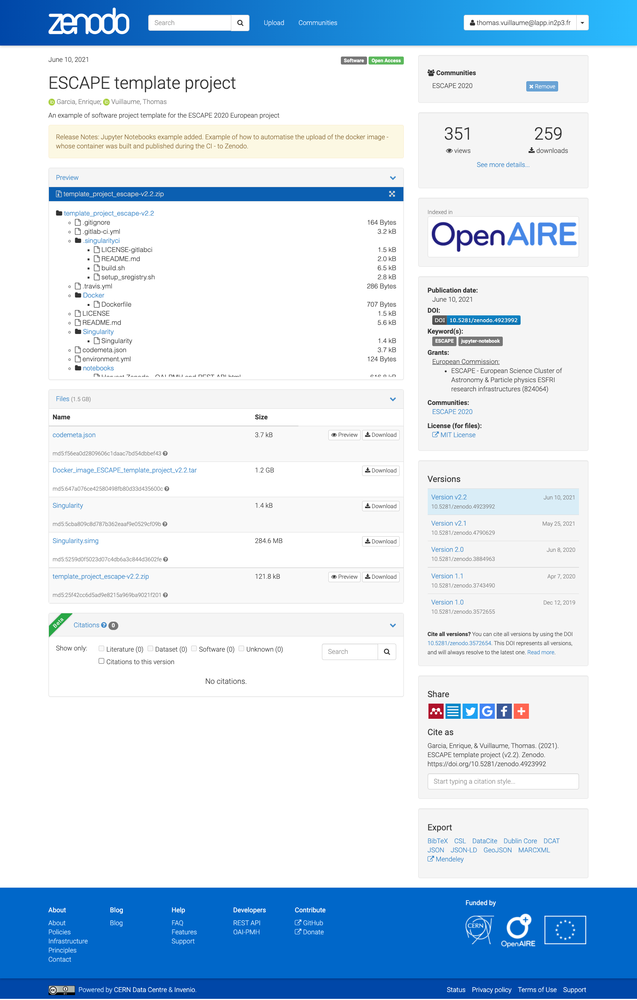 zenodo
Search
Upload
Communities
thomas.vuillaume@lapp.in2p3.fr
June 10, 2021
Software
Open Access
ESCAPE template project
Garcia, Enrique; Vuillaume, Thomas
An example of software project template for the ESCAPE 2020 European project
Release Notes: Jupyter Notebooks example added. Example of how to automatise the upload of the docker image -
whose container was built and published during the CI - to Zenodo.
Preview
template_project_escape-v2.2.zip
template_project_escape-v2.2
.gitignore 164 Bytes
.gitlab-ci.yml 3.2 kB
.singularityci
LICENSE-gitlabci 1.5 kB
README.md 2.0 kB
build.sh 6.5 kB
setup_sregistry.sh 2.8 kB
.travis.yml 286 Bytes
Docker
Dockerfile 707 Bytes
LICENSE 1.5 kB
README.md 5.6 kB
Singularity
Singularity 1.4 kB
codemeta.json 3.7 kB
environment.yml 124 Bytes
notebooks
Harvest Zenodo - OAI-PMH and REST API.html 616.8 kB
Files (1.5 GB)
Name Size
codemeta.json 3.7 kB Preview Download
md5:f56ea0d2809606c1daac7bd54dbbef43
Docker_image_ESCAPE_template_project_v2.2.tar 1.2 GB Download
md5:647a076ce42580498fb80d33d435600c
Singularity 1.4 kB Download
md5:5cba809c8d787b362eaaf9e0529cf09b
Singularity.simg 284.6 MB Download
md5:5259d0f5023d07c4db6a3c844d3602fe
template_project_escape-v2.2.zip 121.8 kB Preview Download
md5:25f42cc6d5ad9e8215a969ba9021f201
Beta
Citations 0
Show only: Literature (0) Dataset (0) Software (0) Unknown (0)
Search
Citations to this version
No citations.
Communities
ESCAPE 2020 Remove
351 259
views downloads
See more details...
Indexed in
OpenAIRE
Publication date:
June 10, 2021
DOI:
DOI 10.5281/zenodo.4923992
Keyword(s):
ESCAPE jupyter-notebook
Grants:
European Commission:
ESCAPE - European Science Cluster of
Astronomy & Particle physics ESFRI
research infrastructures (824064)
Communities:
ESCAPE 2020
License (for files):
MIT License
Versions
Version v2.2 Jun 10, 2021
10.5281/zenodo.4923992
Version v2.1 May 25, 2021
10.5281/zenodo.4790629
Version 2.0 Jun 8, 2020
10.5281/zenodo.3884963
Version 1.1 Apr 7, 2020
10.5281/zenodo.3743490
Version 1.0 Dec 12, 2019
10.5281/zenodo.3572655
Cite all versions? You can cite all versions by using the DOI
10.5281/zenodo.3572654. This DOI represents all versions,
and will always resolve to the latest one. Read more.
Share
Cite as
Garcia, Enrique, & Vuillaume, Thomas. (2021).
ESCAPE template project (v2.2). Zenodo.
https://doi.org/10.5281/zenodo.4923992
Start typing a citation style...
Export
BibTeX CSL DataCite Dublin Core DCAT
JSON JSON-LD GeoJSON MARCXML
Mendeley
About
About
Policies
Infrastructure
Principles
Contact
Blog
Blog
Help
FAQ
Features
Support
Developers
REST API
OAI-PMH
Contribute
GitHub
Donate
Funded by
CERN
OpenAIRE
cc BY
Powered by CERN Data Centre & Invenio.
Status Privacy policy Terms of Use Support